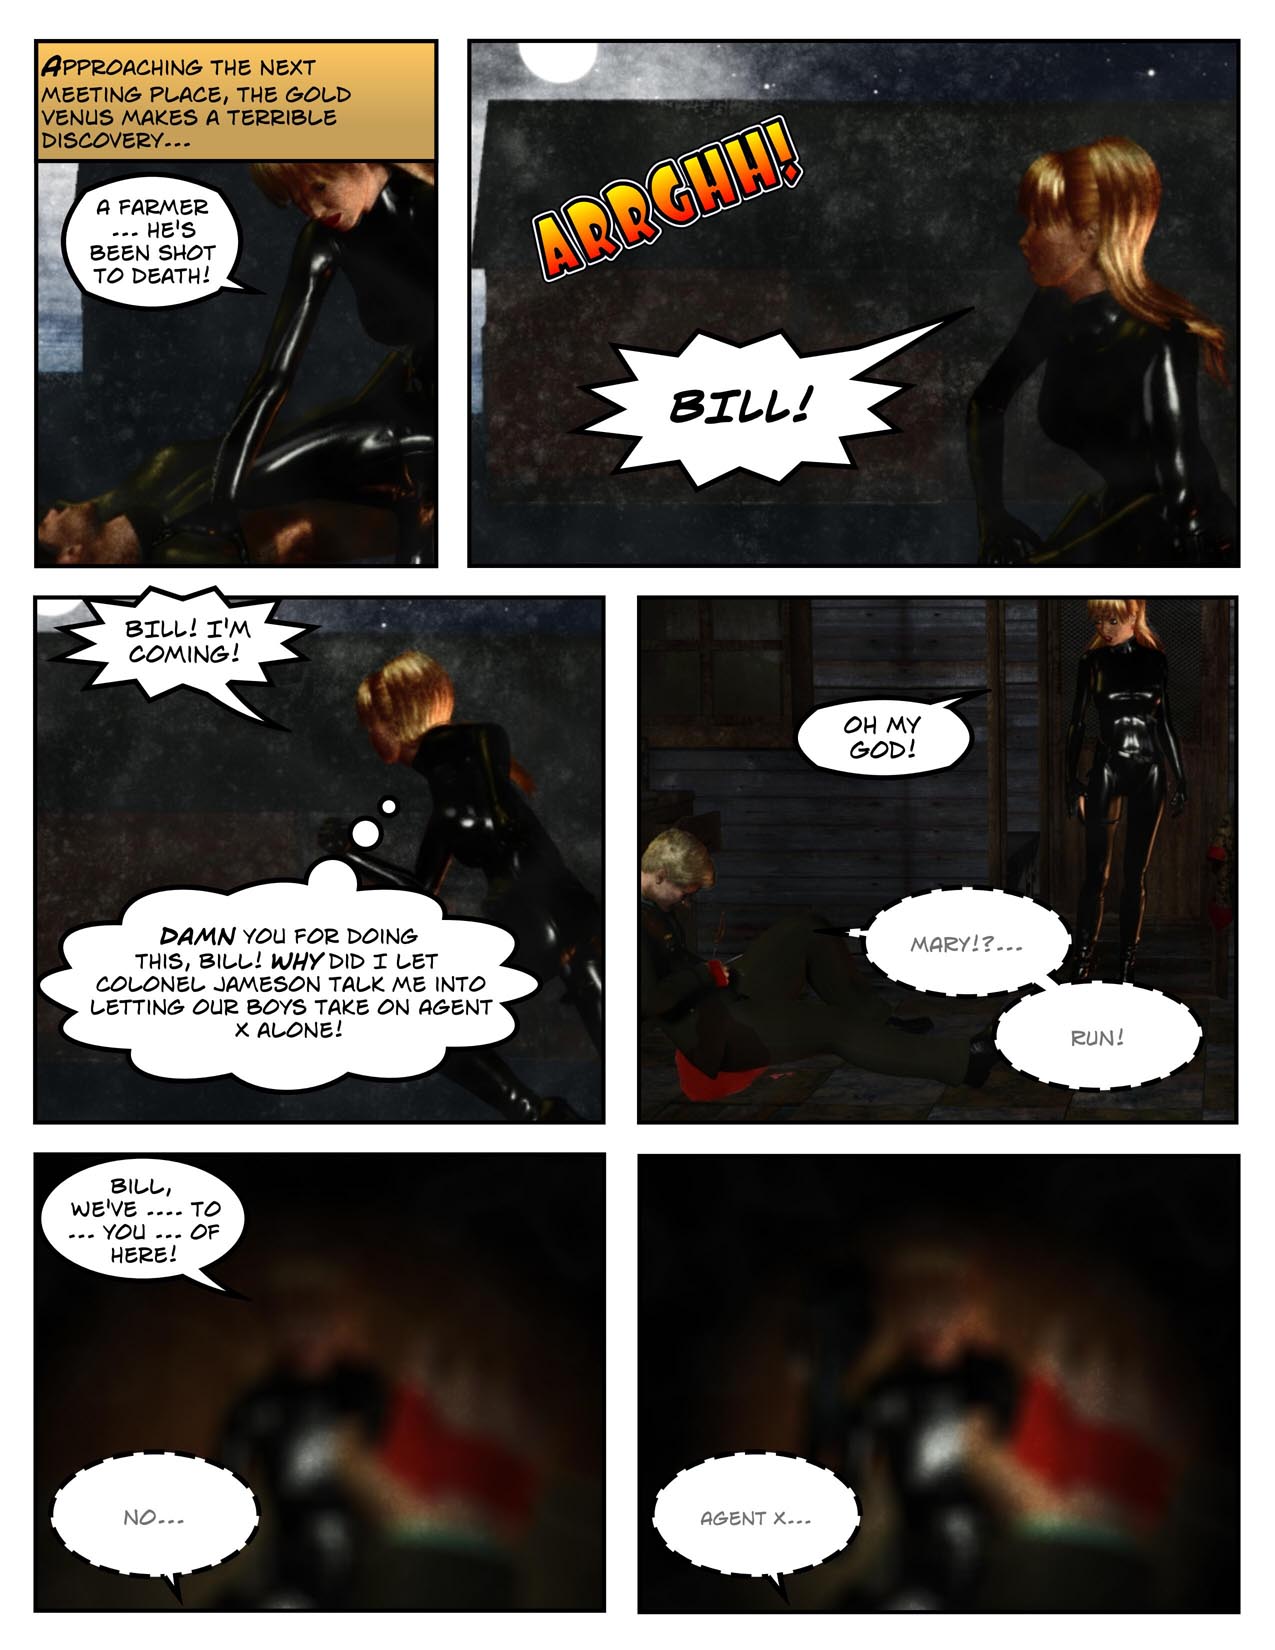 APPROACHING THE NEXT
MEETING PLACE, THE GOLD
VENUS MAKES A TERRIBLE
DISCOVERY...
A FARMER
... HE'S
BEEN SHOT
TO DEATH!
ARRGHH!
BILL!
BILL! I'M
COMING!
DAMN YOU FOR DOING
THIS, BILL! WHY DID I LET
COLONEL JAMESON TALK ME INTO
LETTING OUR BOYS TAKE ON AGENT
X ALONE!
OH MY
GOD!
MARY!?...
RUN!
BILL,
WE'VE .... TO
... YOU ... OF
HERE!
NO...
AGENT X...